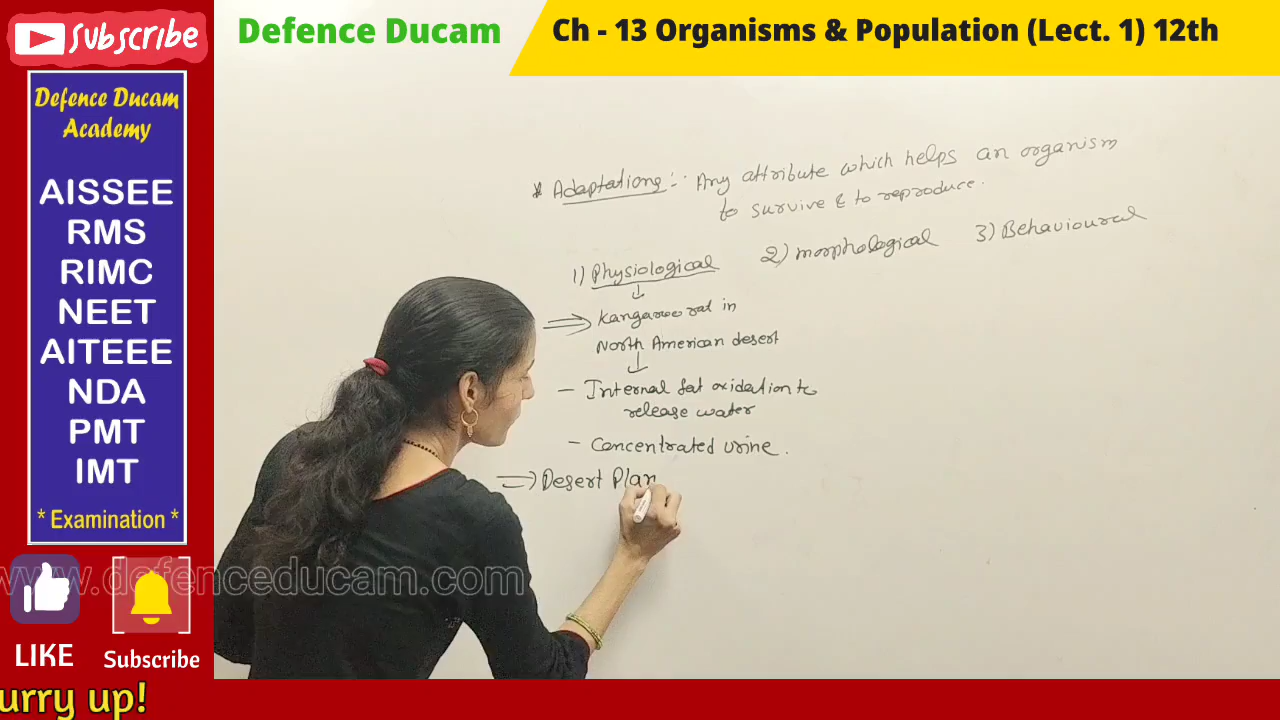 Subscribe
Defence Ducam
Ch - 13 Organisms & Population (Lect. 1) 12th
Defence Ducam
Academy
AISSEE
RMS
RIMC
NEET
AITEEE
NDA
PMT
IMT
* Examination *
LIKE
Subscribe
urry up!
* Adaptations :- Any attribute which helps an organism
to survive & to reproduce.
1) Physiological 2) morphological 3) Behavioural
Kangaroo rat in
North American desert
- Internal fat oxidation to
release water
- Concentrated urine.
=> Desert Plan
www.defenceducam.com